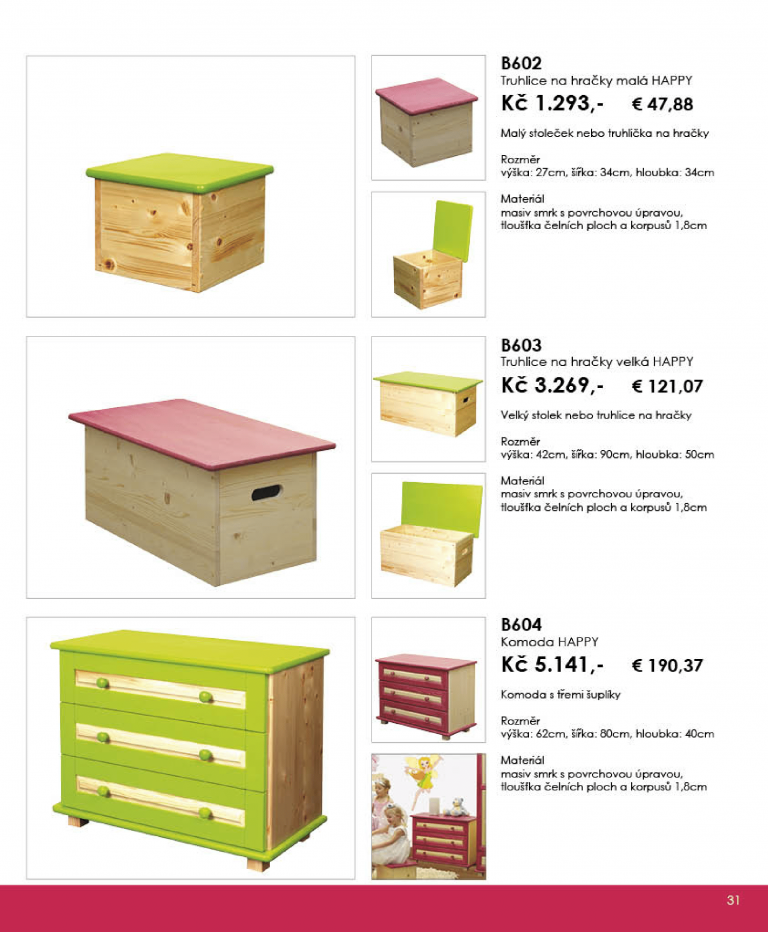 B602
Truhlice na hračky malá HAPPY
Kč 1.293,- € 47,88
Malý stoleček nebo truhlička na hračky
Rozměr
výška: 27cm, šířka: 34cm, hloubka: 34cm
Materiál
masiv smrk s povrchovou úpravou,
tloušťka čelních ploch a korpusů 1,8cm
B603
Truhlice na hračky velká HAPPY
Kč 3.269,- € 121,07
Velký stolek nebo truhlice na hračky
Rozměr
výška: 42cm, šířka: 90cm, hloubka: 50cm
Materiál
masiv smrk s povrchovou úpravou,
tloušťka čelních ploch a korpusů 1,8cm
B604
Komoda HAPPY
Kč 5.141,- € 190,37
Komoda s třemi šuplíky
Rozměr
výška: 62cm, šířka: 80cm, hloubka: 40cm
Materiál
masiv smrk s povrchovou úpravou,
tloušťka čelních ploch a korpusů 1,8cm
31